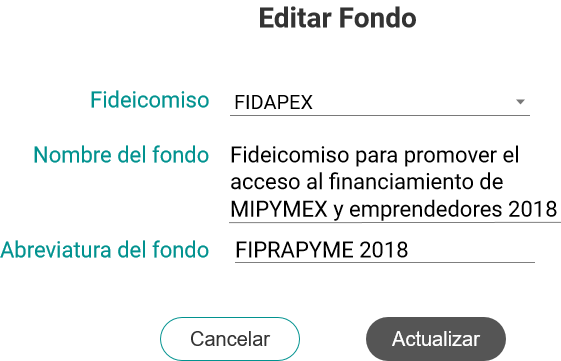 Editar Fondo
Fideicomiso FIDAPEX
Nombre del fondo Fideicomiso para promover el
acceso al financiamiento de
MIPYMEX y emprendedores 2018
Abreviatura del fondo FIPRAPYME 2018
Cancelar Actualizar